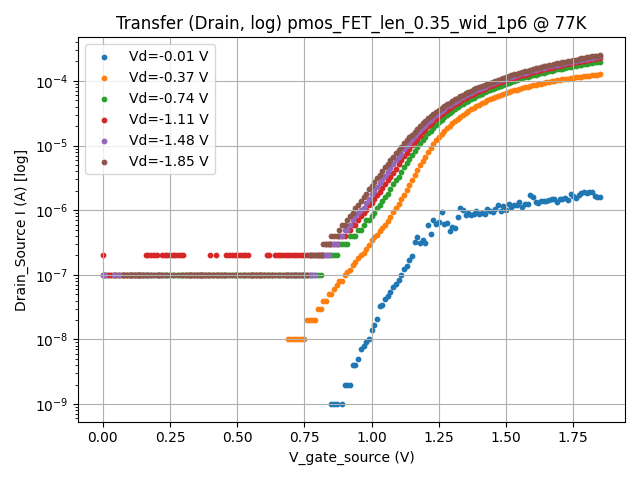 Transfer (Drain, log) pmos_FET_len_0.35_wid_1p6 @ 77K
Vd=-0.01 V
Vd=-0.37 V
Vd=-0.74 V
Vd=-1.11 V
Vd=-1.48 V
Vd=-1.85 V
Drain_Source I (A) [log]
10⁻⁴
10⁻⁵
10⁻⁶
10⁻⁷
10⁻⁸
10⁻⁹
0.00 0.25 0.50 0.75 1.00 1.25 1.50 1.75
V_gate_source (V)